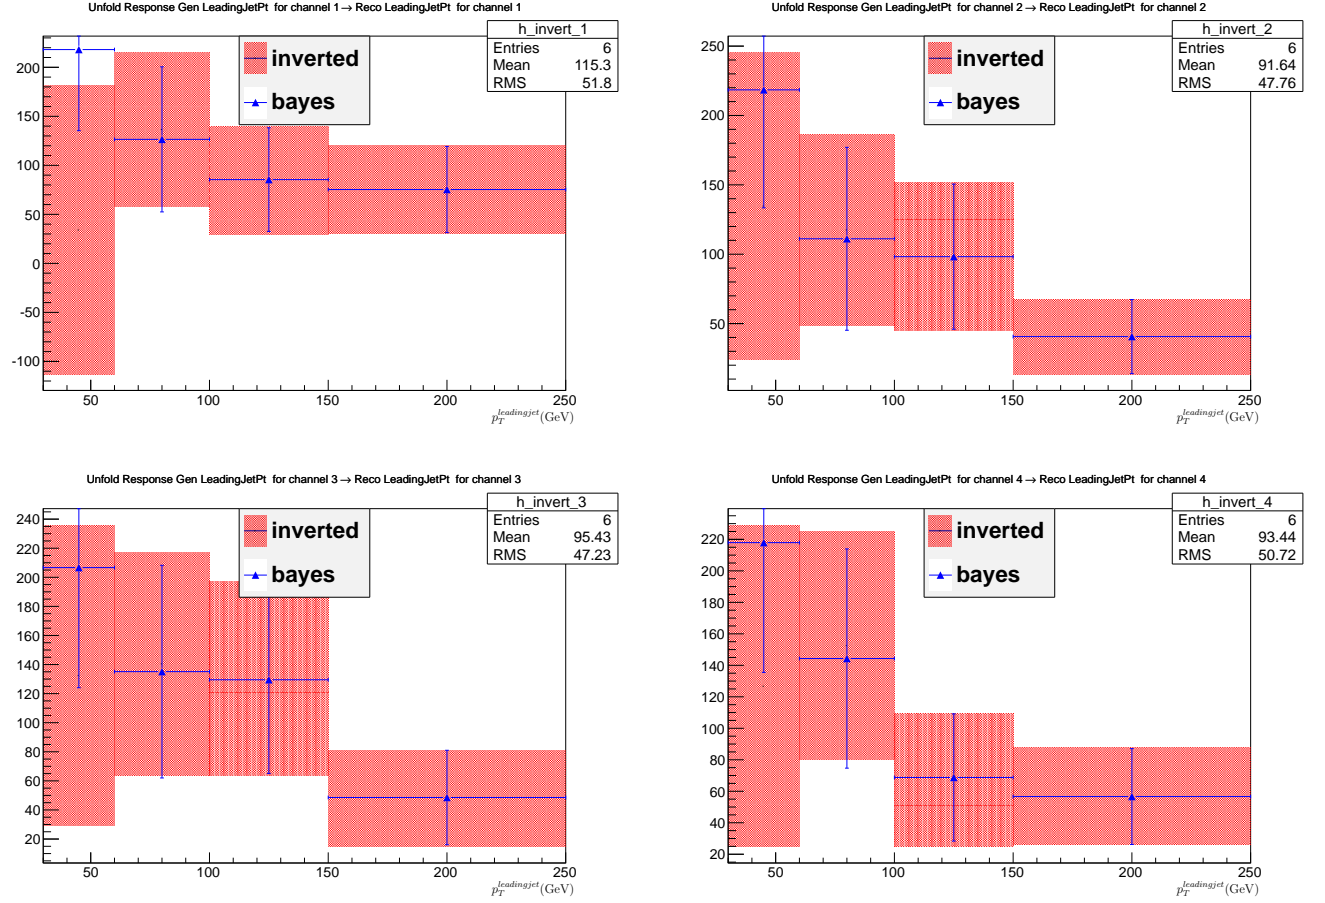 Unfold Response Gen LeadingJetPt for channel 1 → Reco LeadingJetPt for channel 1
h_invert_1
Entries 6
Mean 115.3
RMS 51.8
inverted
bayes
200
150
100
50
0
-50
-100
50 100 150 200 250
p_T^{leadingjet}(GeV)
Unfold Response Gen LeadingJetPt for channel 2 → Reco LeadingJetPt for channel 2
h_invert_2
Entries 6
Mean 91.64
RMS 47.76
inverted
bayes
250
200
150
100
50
50 100 150 200 250
p_T^{leadingjet}(GeV)
Unfold Response Gen LeadingJetPt for channel 3 → Reco LeadingJetPt for channel 3
h_invert_3
Entries 6
Mean 95.43
RMS 47.23
inverted
bayes
240
220
200
180
160
140
120
100
80
60
40
20
50 100 150 200 250
p_T^{leadingjet}(GeV)
Unfold Response Gen LeadingJetPt for channel 4 → Reco LeadingJetPt for channel 4
h_invert_4
Entries 6
Mean 93.44
RMS 50.72
inverted
bayes
220
200
180
160
140
120
100
80
60
40
20
50 100 150 200 250
p_T^{leadingjet}(GeV)